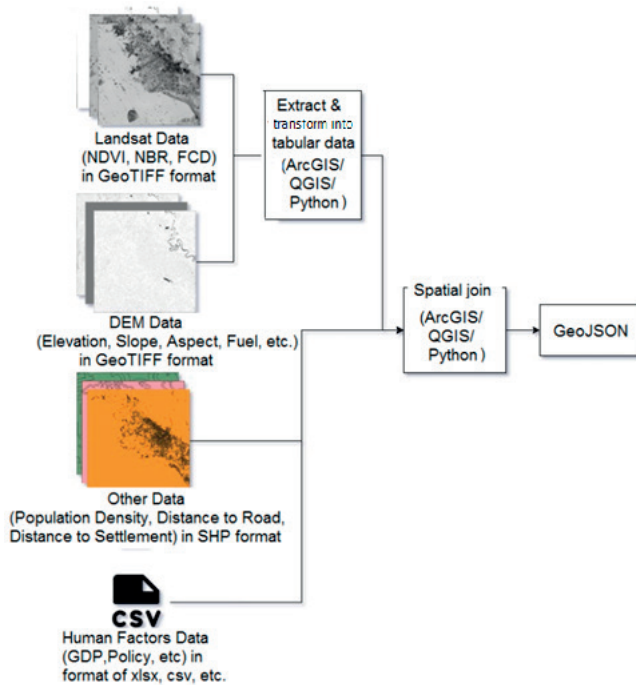 Landsat Data
(NDVI, NBR, FCD)
in GeoTIFF format
Extract &
transform into
tabular data
(ArcGIS/
QGIS/
Python )
DEM Data
(Elevation, Slope, Aspect, Fuel, etc.)
in GeoTIFF format
Spatial join
(ArcGIS/
QGIS/
Python )
GeoJSON
Other Data
(Population Density, Distance to Road,
Distance to Settlement) in SHP format
CSV
Human Factors Data
(GDP,Policy, etc) in
format of xlsx, csv, etc.